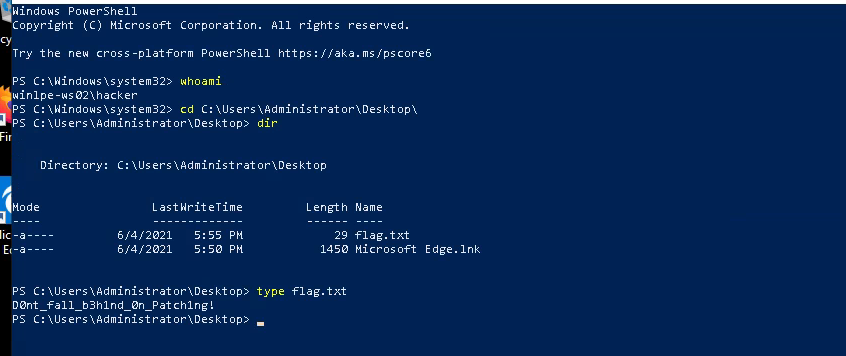 Windows PowerShell
Copyright (C) Microsoft Corporation. All rights reserved.
Try the new cross-platform PowerShell https://aka.ms/pscore6
PS C:\Windows\system32> whoami
winlpe-ws02\hacker
PS C:\Windows\system32> cd C:\Users\Administrator\Desktop\
PS C:\Users\Administrator\Desktop> dir
Directory: C:\Users\Administrator\Desktop
Mode LastWriteTime Length Name
---- ------------- ------ ----
-a---- 6/4/2021 5:55 PM 29 flag.txt
-a---- 6/4/2021 5:50 PM 1450 Microsoft Edge.lnk
PS C:\Users\Administrator\Desktop> type flag.txt
D0nt_fall_b3h1nd_0n_Patch1ng!
PS C:\Users\Administrator\Desktop>